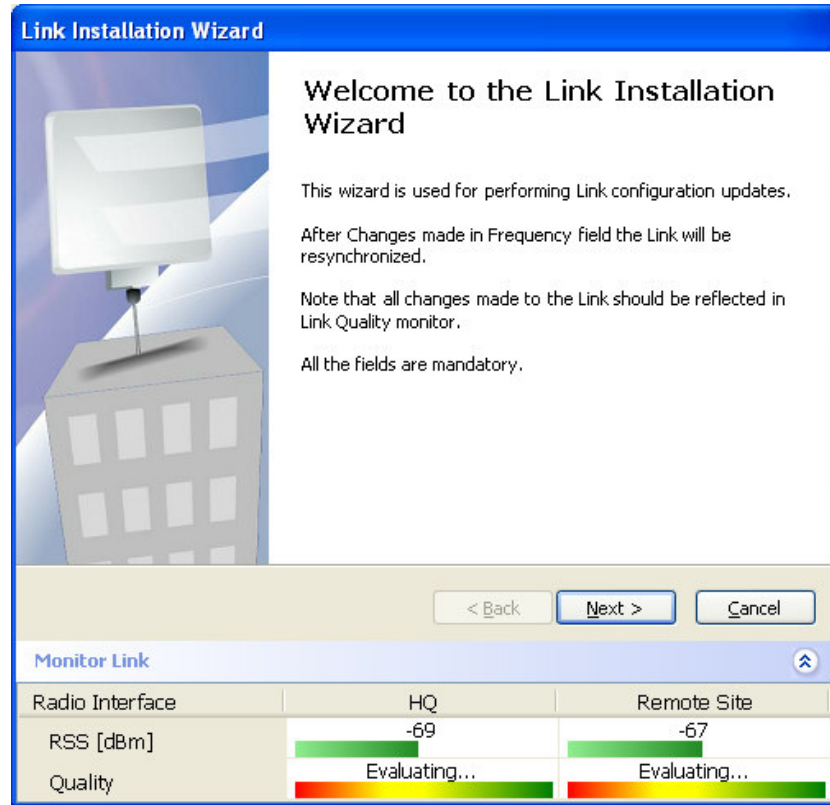 Link Installation Wizard
Welcome to the Link Installation
Wizard
This wizard is used for performing Link configuration updates.
After Changes made in Frequency field the Link will be
resynchronized.
Note that all changes made to the Link should be reflected in
Link Quality monitor.
All the fields are mandatory.
< Back Next > Cancel
Monitor Link
Radio Interface HQ Remote Site
RSS [dBm] -69 -67
Quality Evaluating... Evaluating...